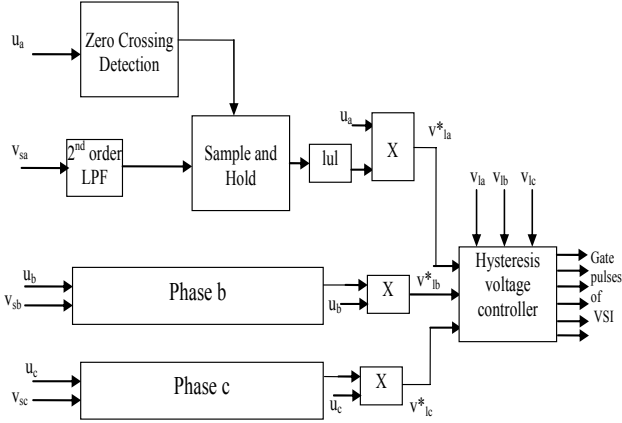 u_a
Zero Crossing
Detection
v_sa
2^nd order
LPF
Sample and
Hold
lul
u_a
X
v*_la
v_la
v_lb
v_lc
Hysteresis
voltage
controller
Gate
pulses
of
VSI
u_b
v_sb
Phase b
u_b
X
v*_lb
u_c
v_sc
Phase c
u_c
X
v*_lc